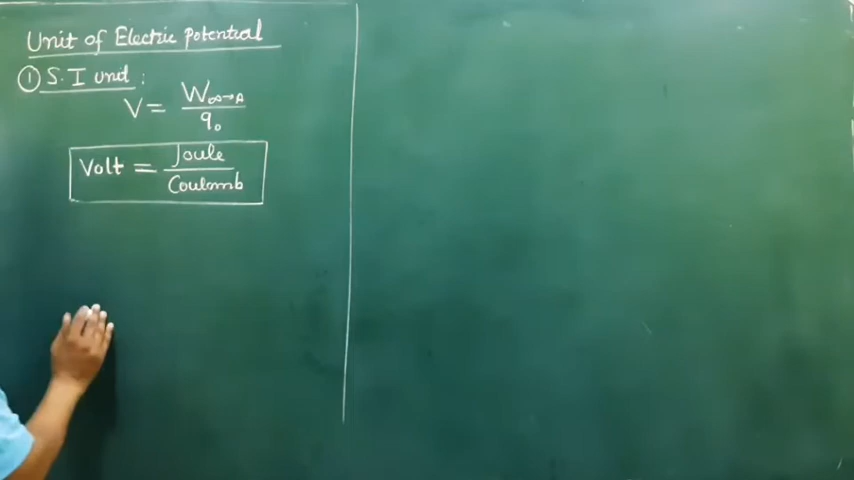 Unit of Electric potential
① S.I unit :
V = W∞→A / q₀
Volt = Joule / Coulomb